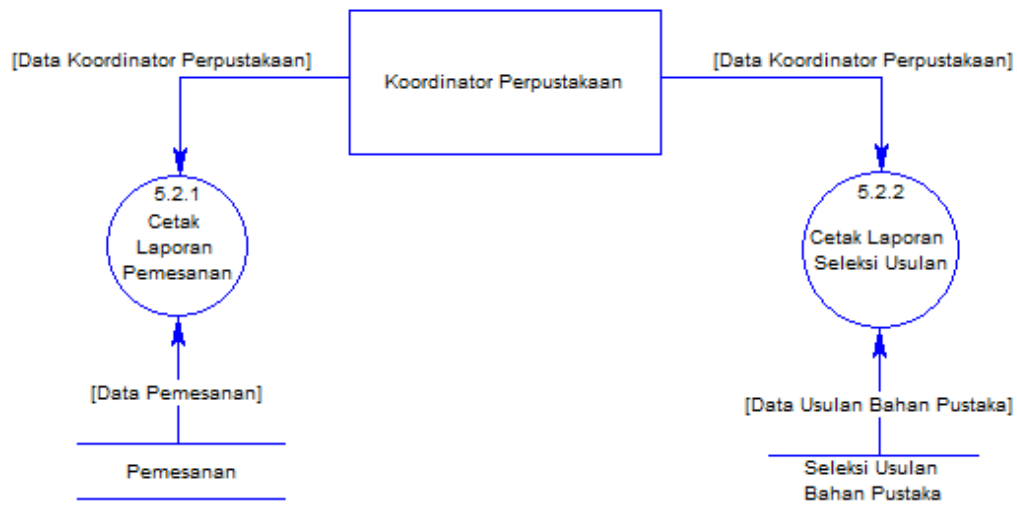 [Data Koordinator Perpustakaan]
Koordinator Perpustakaan
[Data Koordinator Perpustakaan]
5.2.1
Cetak
Laporan
Pemesanan
5.2.2
Cetak Laporan
Seleksi Usulan
[Data Pemesanan]
[Data Usulan Bahan Pustaka]
Pemesanan
Seleksi Usulan
Bahan Pustaka